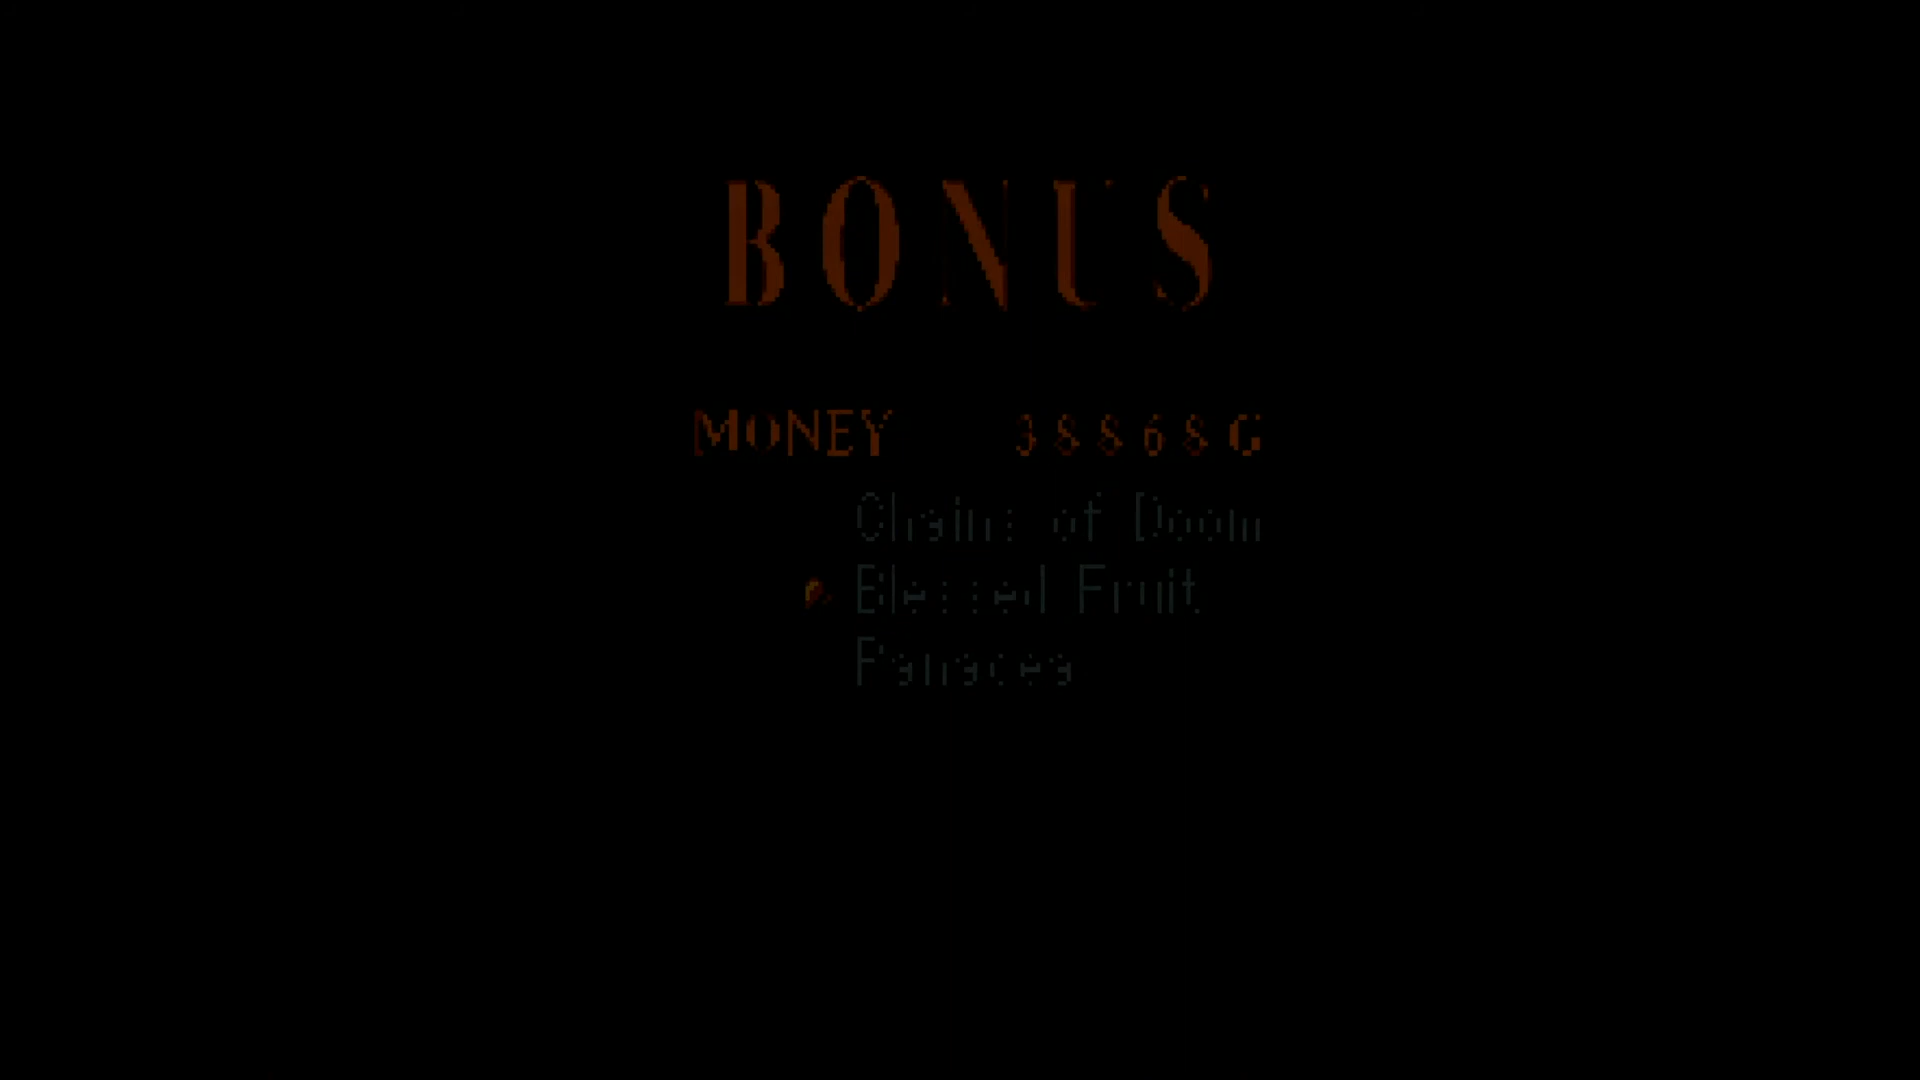 BONUS
MONEY 38868G
Chains of Doom
Blessed Fruit
Panacea